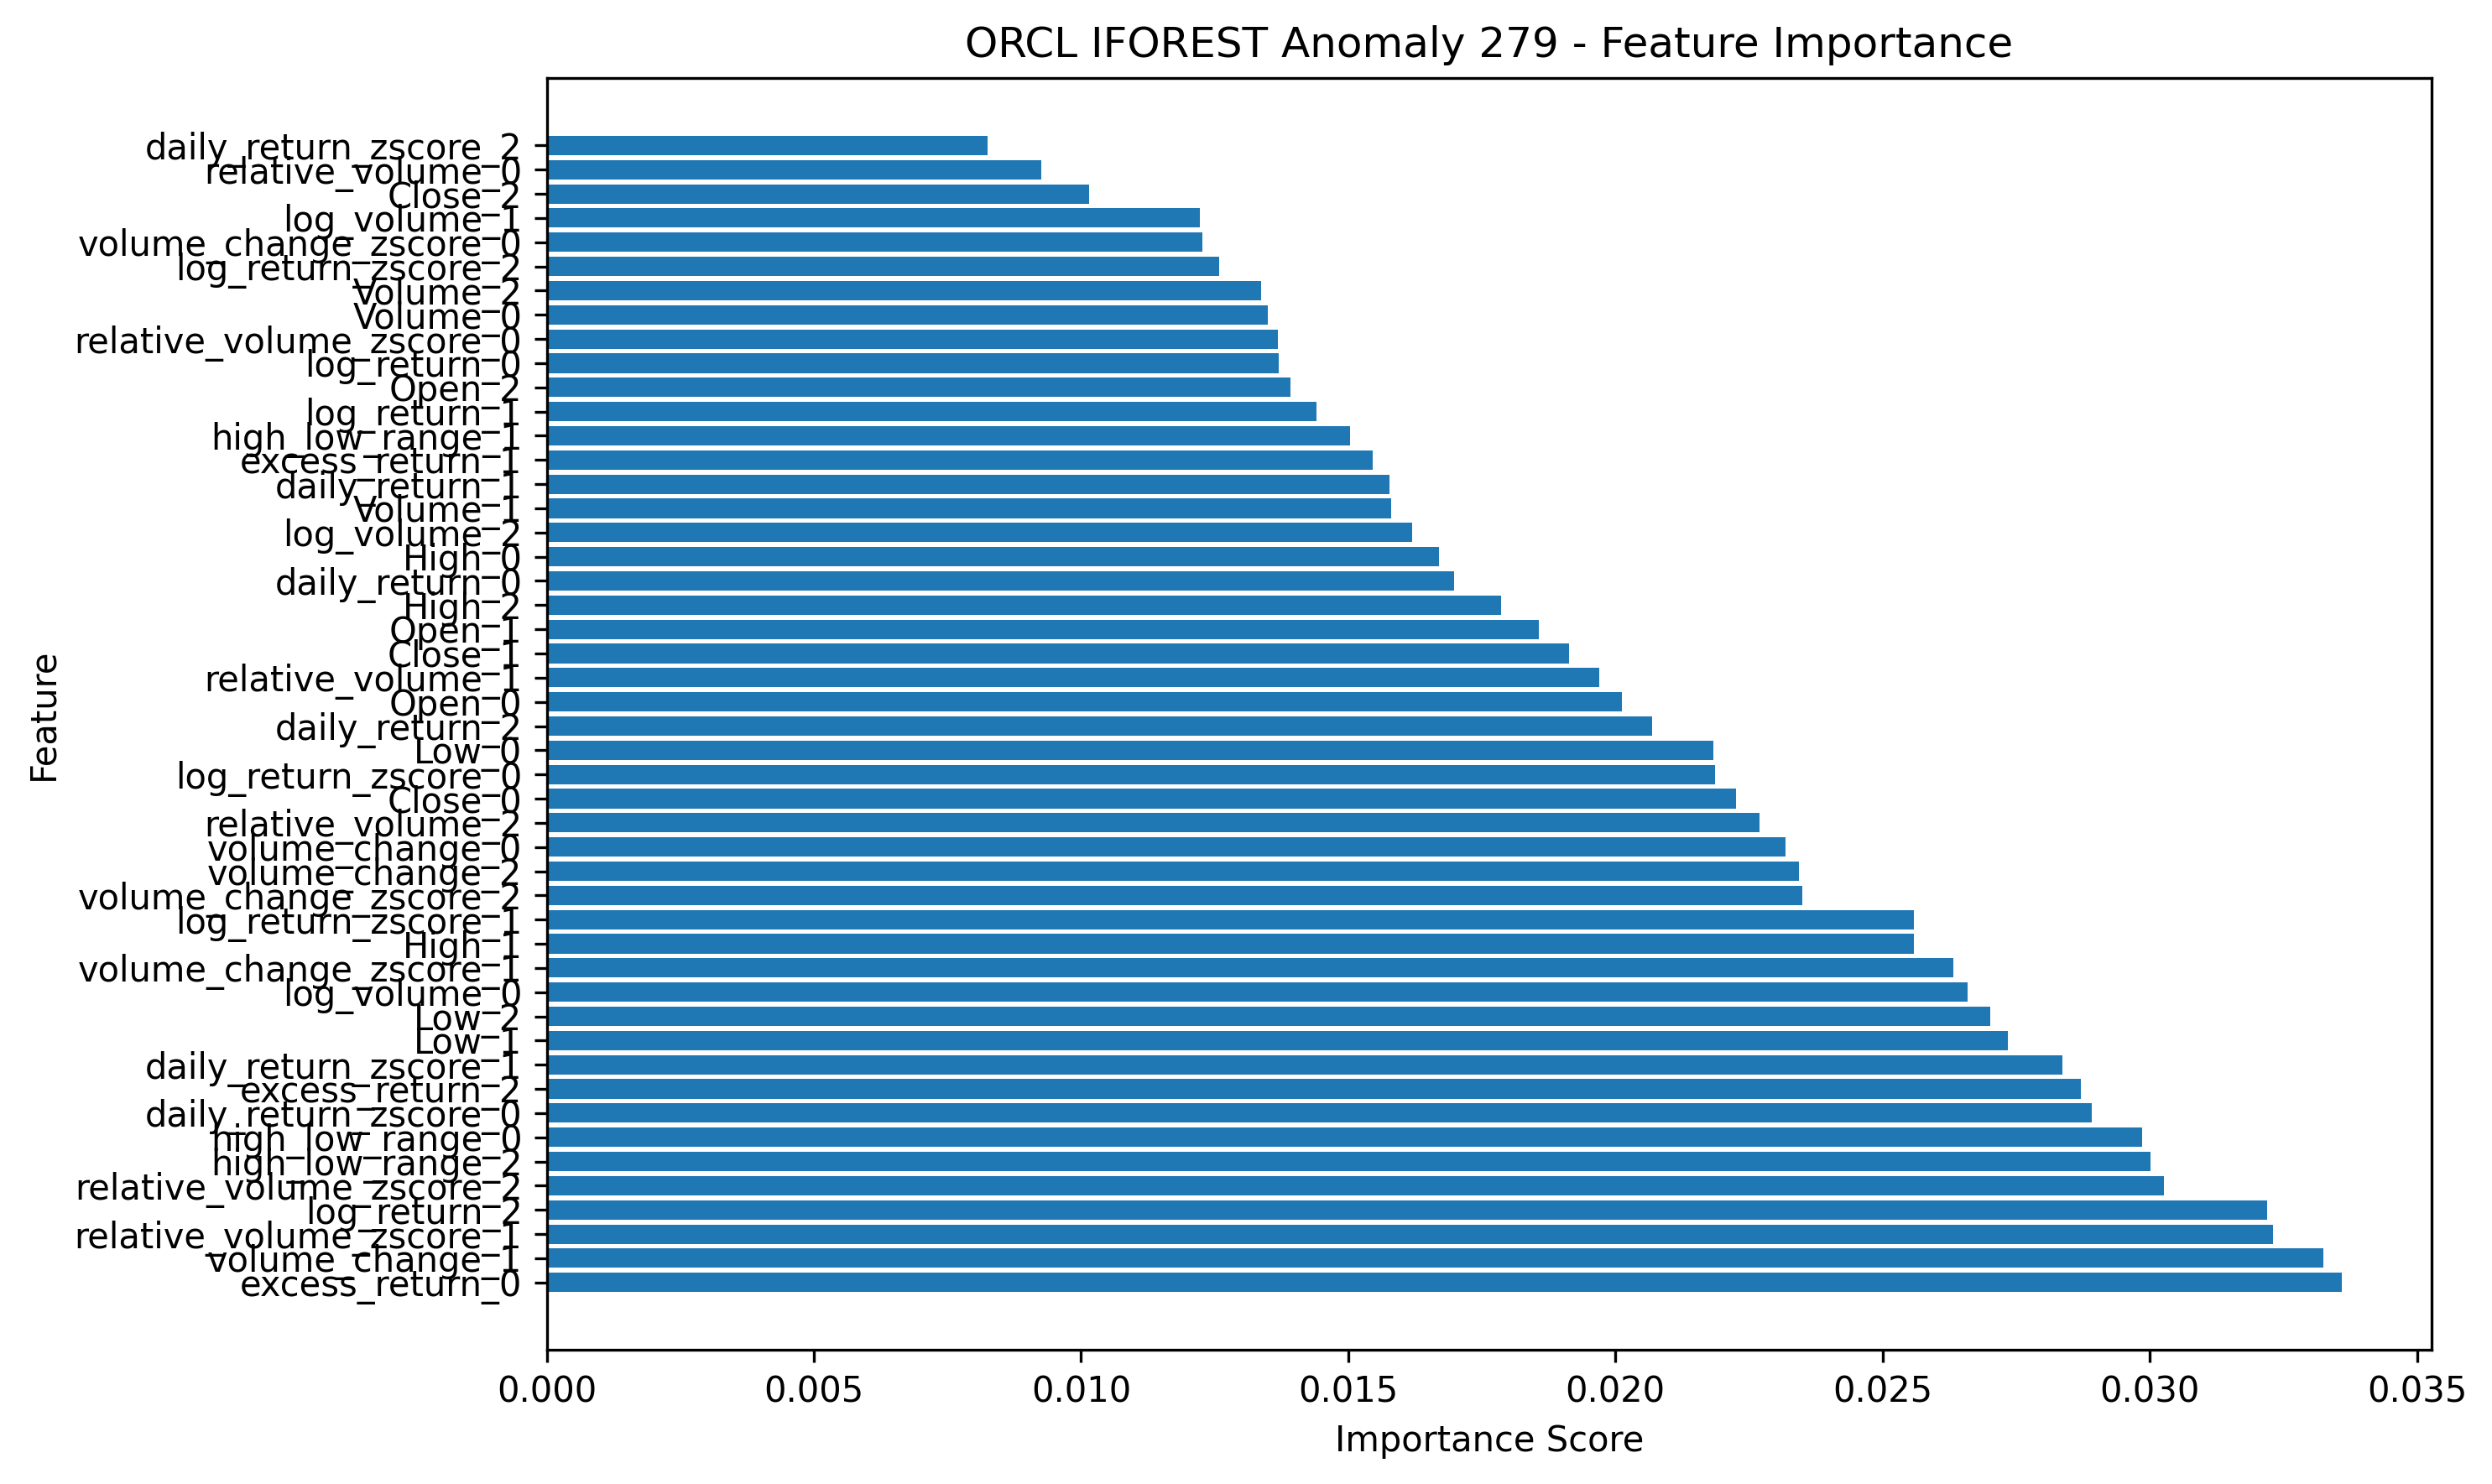 ORCL IFOREST Anomaly 279 - Feature Importance
daily_return_zscore_2
relative_volume_0
Close_2
log_volume_1
volume_change_zscore_0
log_return_zscore_2
Volume_2
Volume_0
relative_volume_zscore_0
log_return_0
Open_2
log_return_1
high_low_range_1
excess_return_1
daily_return_1
Volume_1
log_volume_2
High_0
daily_return_0
High_2
Open_1
Close_1
relative_volume_1
Open_0
daily_return_2
Low_0
log_return_zscore_0
Close_0
relative_volume_2
volume_change_0
volume_change_2
volume_change_zscore_2
log_return_zscore_1
High_1
volume_change_zscore_1
log_volume_0
Low_2
Low_1
daily_return_zscore_1
excess_return_2
daily_return_zscore_0
high_low_range_0
high_low_range_2
relative_volume_zscore_2
log_return_2
relative_volume_zscore_1
volume_change_1
excess_return_0
Feature
0.000 0.005 0.010 0.015 0.020 0.025 0.030 0.035
Importance Score